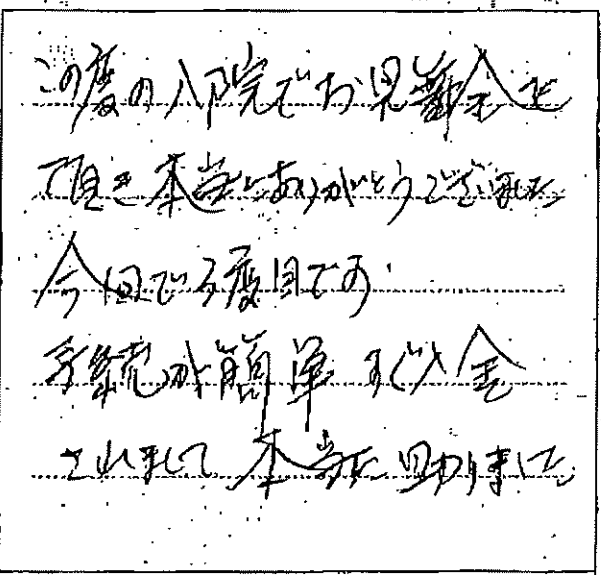 この度の入院でお見舞金を
頂き本当にありがとうございました
今回で3度目です。
手続が簡単すぐ入金
されまして本当に助かりました。